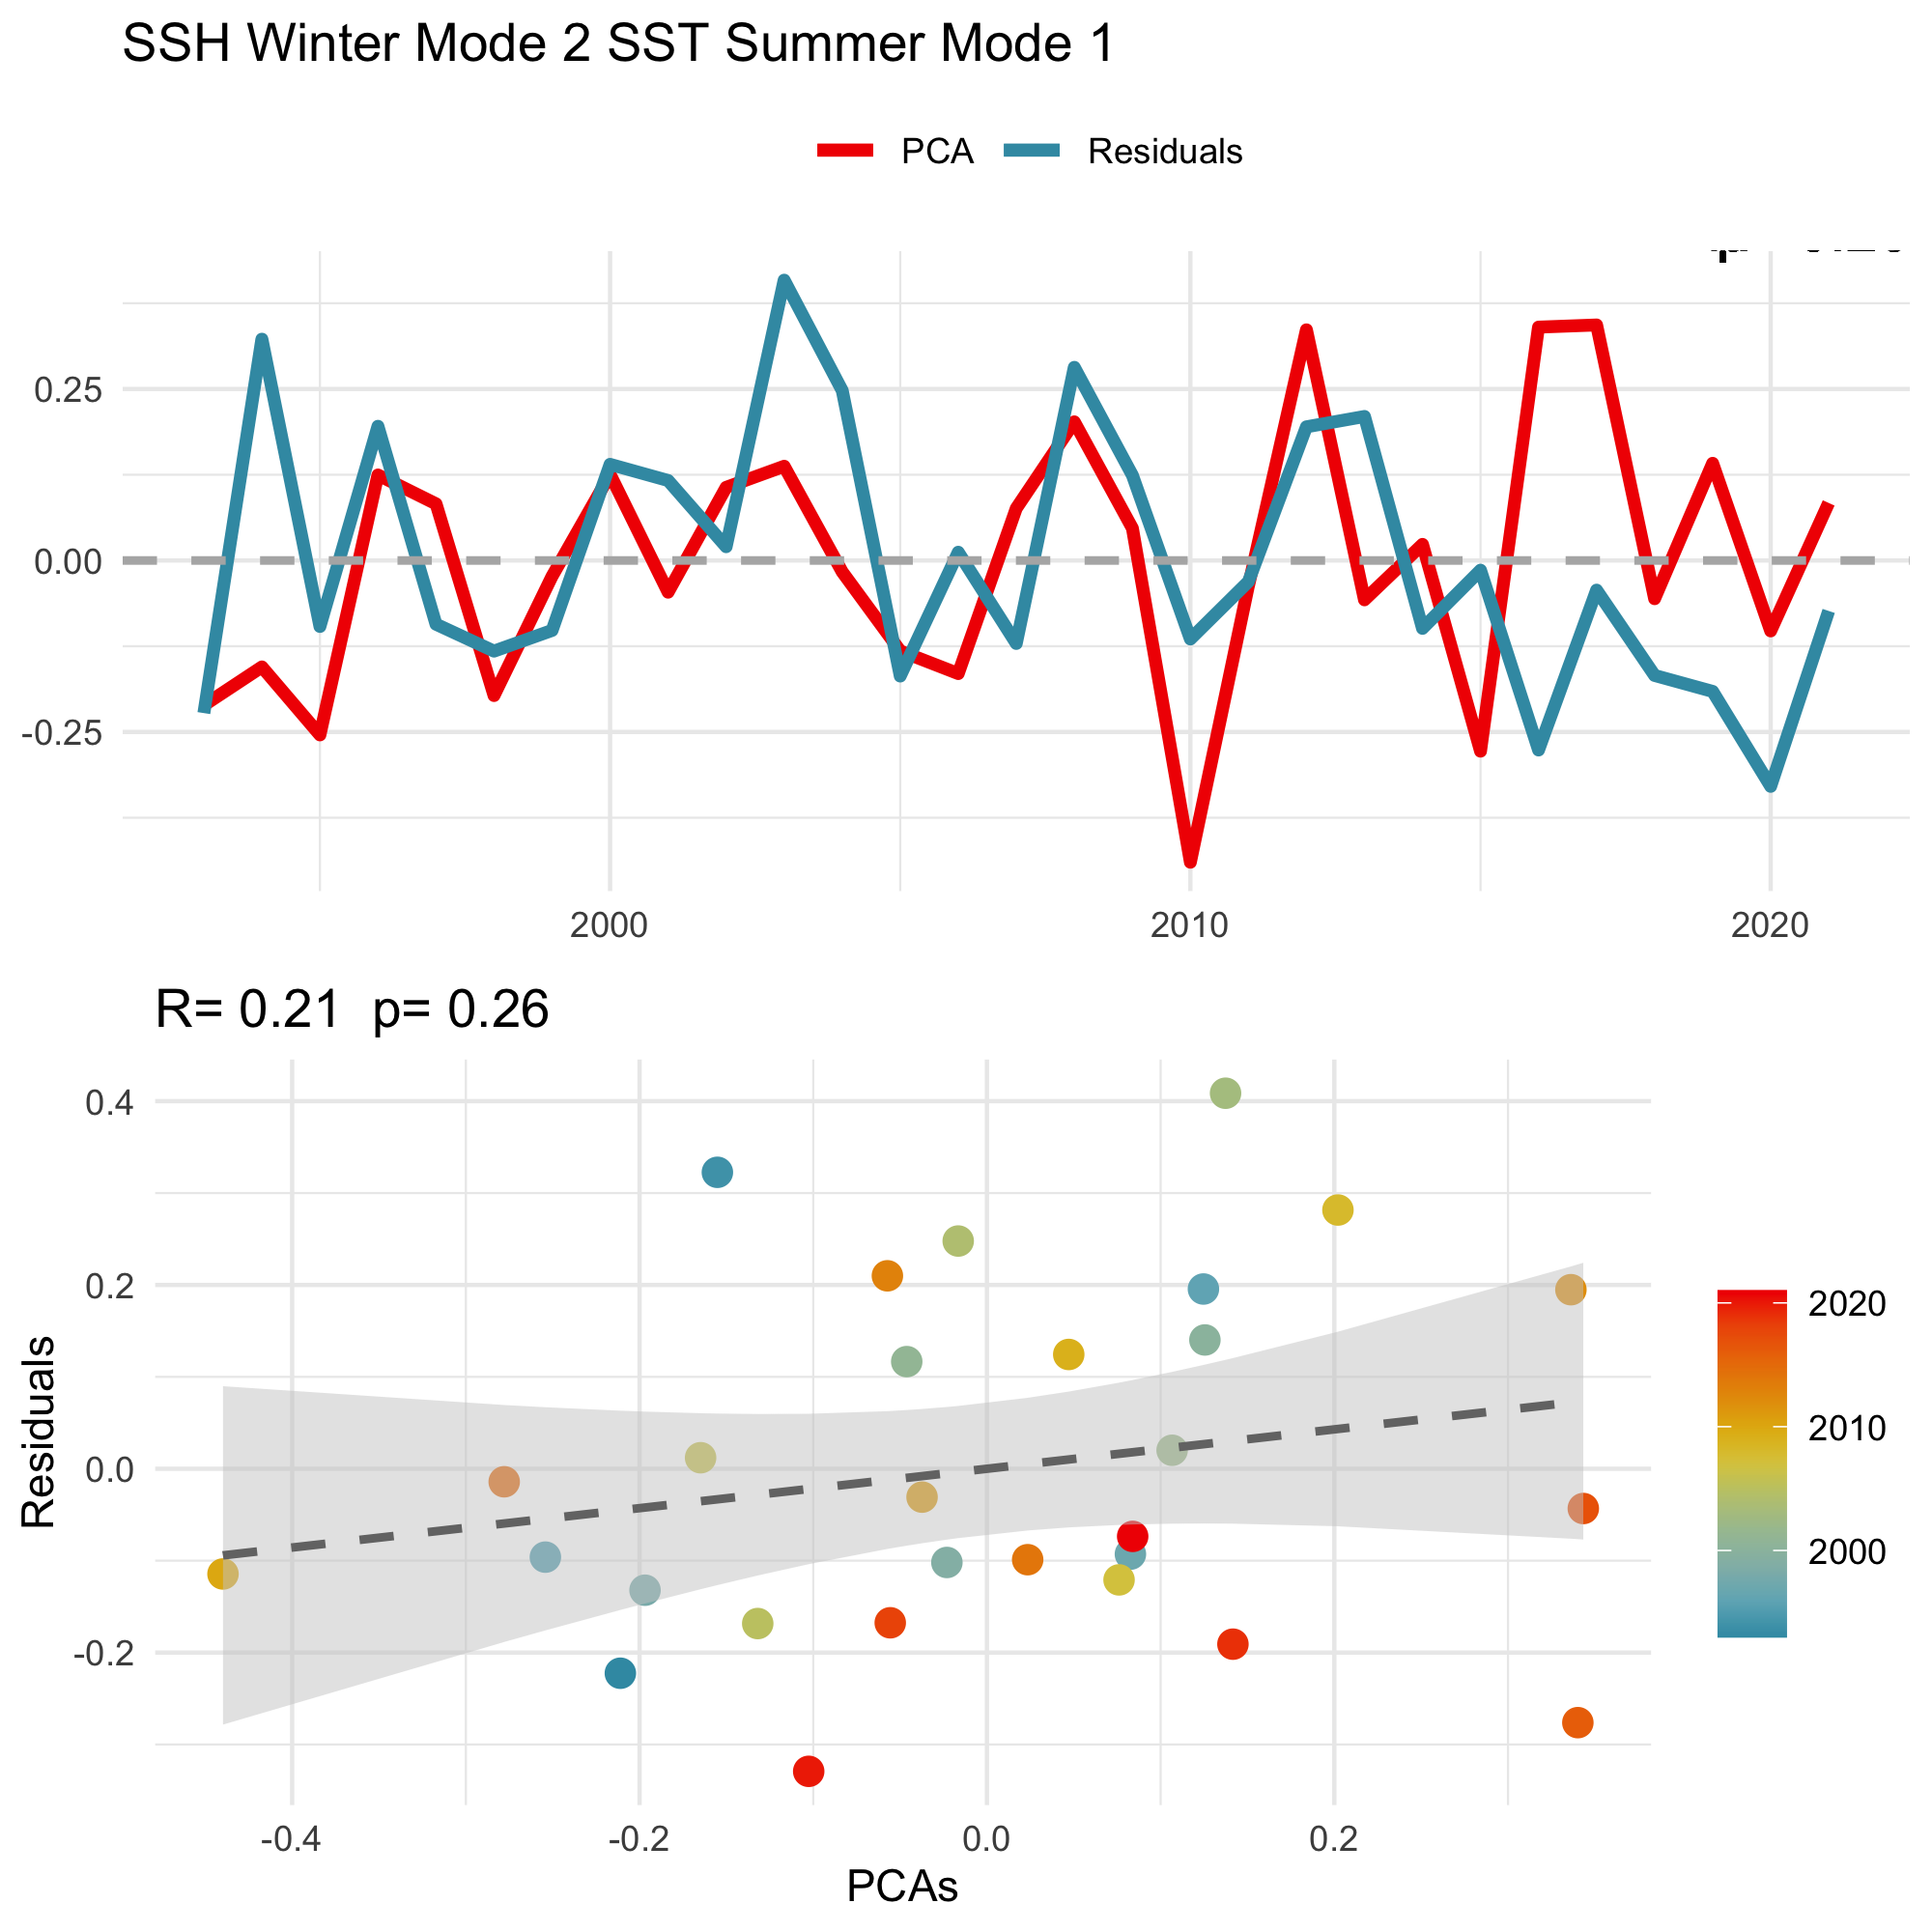 SSH Winter Mode 2 SST Summer Mode 1
PCA Residuals
0.25
0.00
-0.25
2000 2010 2020
R= 0.21 p= 0.26
Residuals
0.4
0.2
0.0
-0.2
-0.4 -0.2 0.0 0.2
PCAs
2020
2010
2000